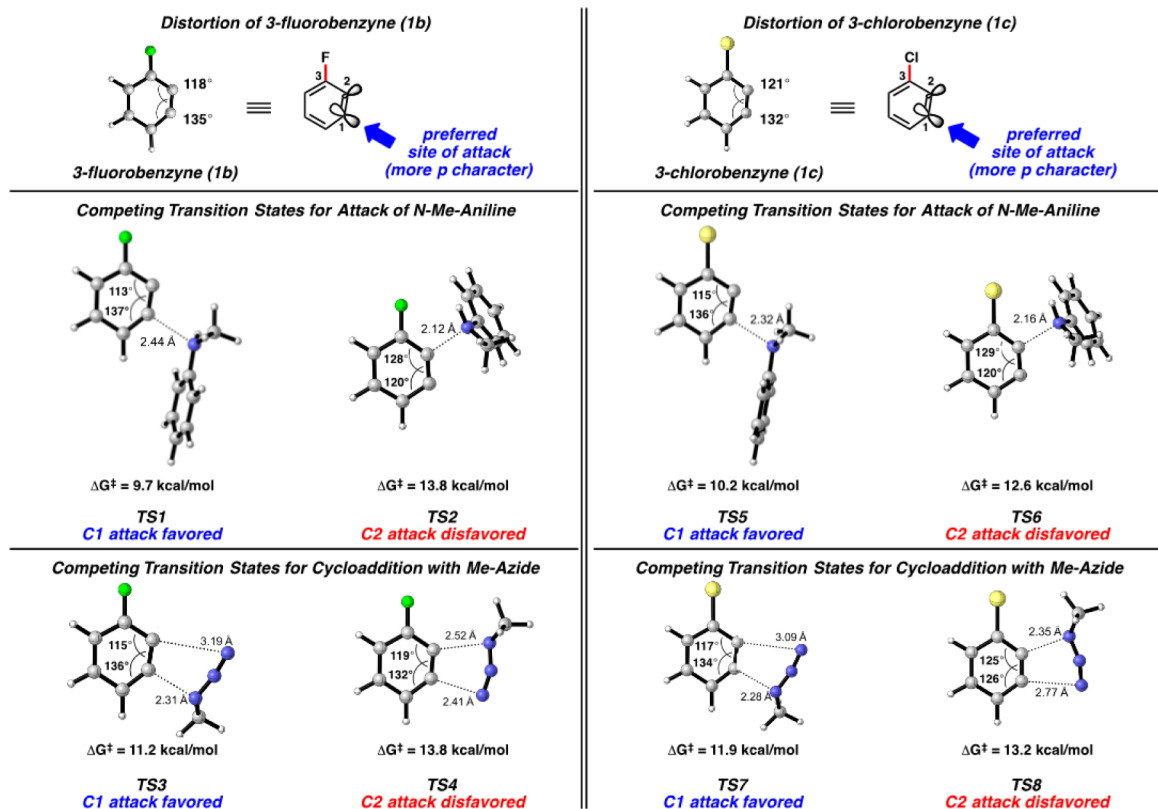 Distortion of 3-fluorobenzyne (1b)
118°
135°
F
3
2
1
preferred
site of attack
(more p character)
3-fluorobenzyne (1b)
Competing Transition States for Attack of N-Me-Aniline
113°
137°
2.44 Å
ΔG‡ = 9.7 kcal/mol
TS1
C1 attack favored
2.12 Å
128°
120°
ΔG‡ = 13.8 kcal/mol
TS2
C2 attack disfavored
Competing Transition States for Cycloaddition with Me-Azide
115°
136°
3.19 Å
2.31 Å
ΔG‡ = 11.2 kcal/mol
TS3
C1 attack favored
2.52 Å
119°
132°
2.41 Å
ΔG‡ = 13.8 kcal/mol
TS4
C2 attack disfavored
Distortion of 3-chlorobenzyne (1c)
121°
132°
Cl
3
2
1
preferred
site of attack
(more p character)
3-chlorobenzyne (1c)
Competing Transition States for Attack of N-Me-Aniline
115°
136°
2.32 Å
ΔG‡ = 10.2 kcal/mol
TS5
C1 attack favored
2.16 Å
129°
120°
ΔG‡ = 12.6 kcal/mol
TS6
C2 attack disfavored
Competing Transition States for Cycloaddition with Me-Azide
117°
134°
3.09 Å
2.28 Å
ΔG‡ = 11.9 kcal/mol
TS7
C1 attack favored
2.35 Å
125°
126°
2.77 Å
ΔG‡ = 13.2 kcal/mol
TS8
C2 attack disfavored